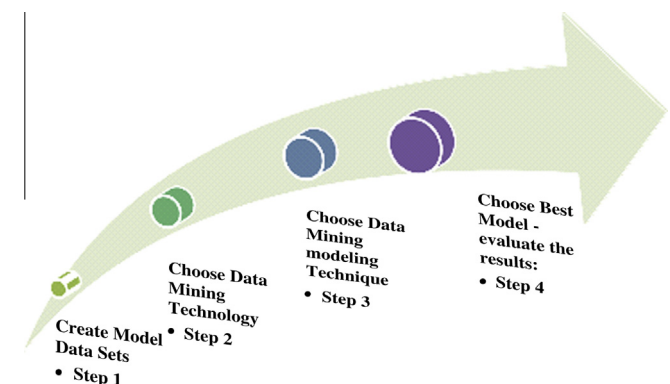 Create Model
Data Sets
• Step 1
Choose Data
Mining
Technology
• Step 2
Choose Data
Mining
modeling
Technique
• Step 3
Choose Best
Model -
evaluate the
results:
• Step 4